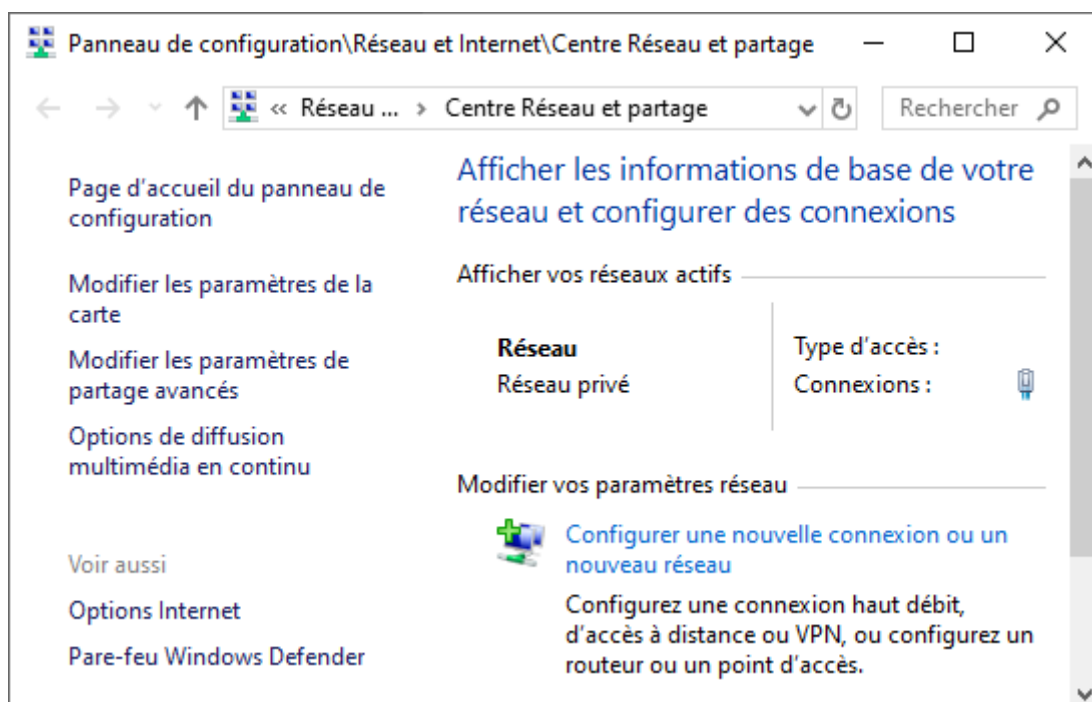 Panneau de configuration\Réseau et Internet\Centre Réseau et partage
« Réseau ... › Centre Réseau et partage
Rechercher
Page d'accueil du panneau de
configuration
Modifier les paramètres de la
carte
Modifier les paramètres de
partage avancés
Options de diffusion
multimédia en continu
Voir aussi
Options Internet
Pare-feu Windows Defender
Afficher les informations de base de votre
réseau et configurer des connexions
Afficher vos réseaux actifs
Réseau
Réseau privé
Type d'accès :
Connexions :
Modifier vos paramètres réseau
Configurer une nouvelle connexion ou un
nouveau réseau
Configurez une connexion haut débit,
d'accès à distance ou VPN, ou configurez un
routeur ou un point d'accès.